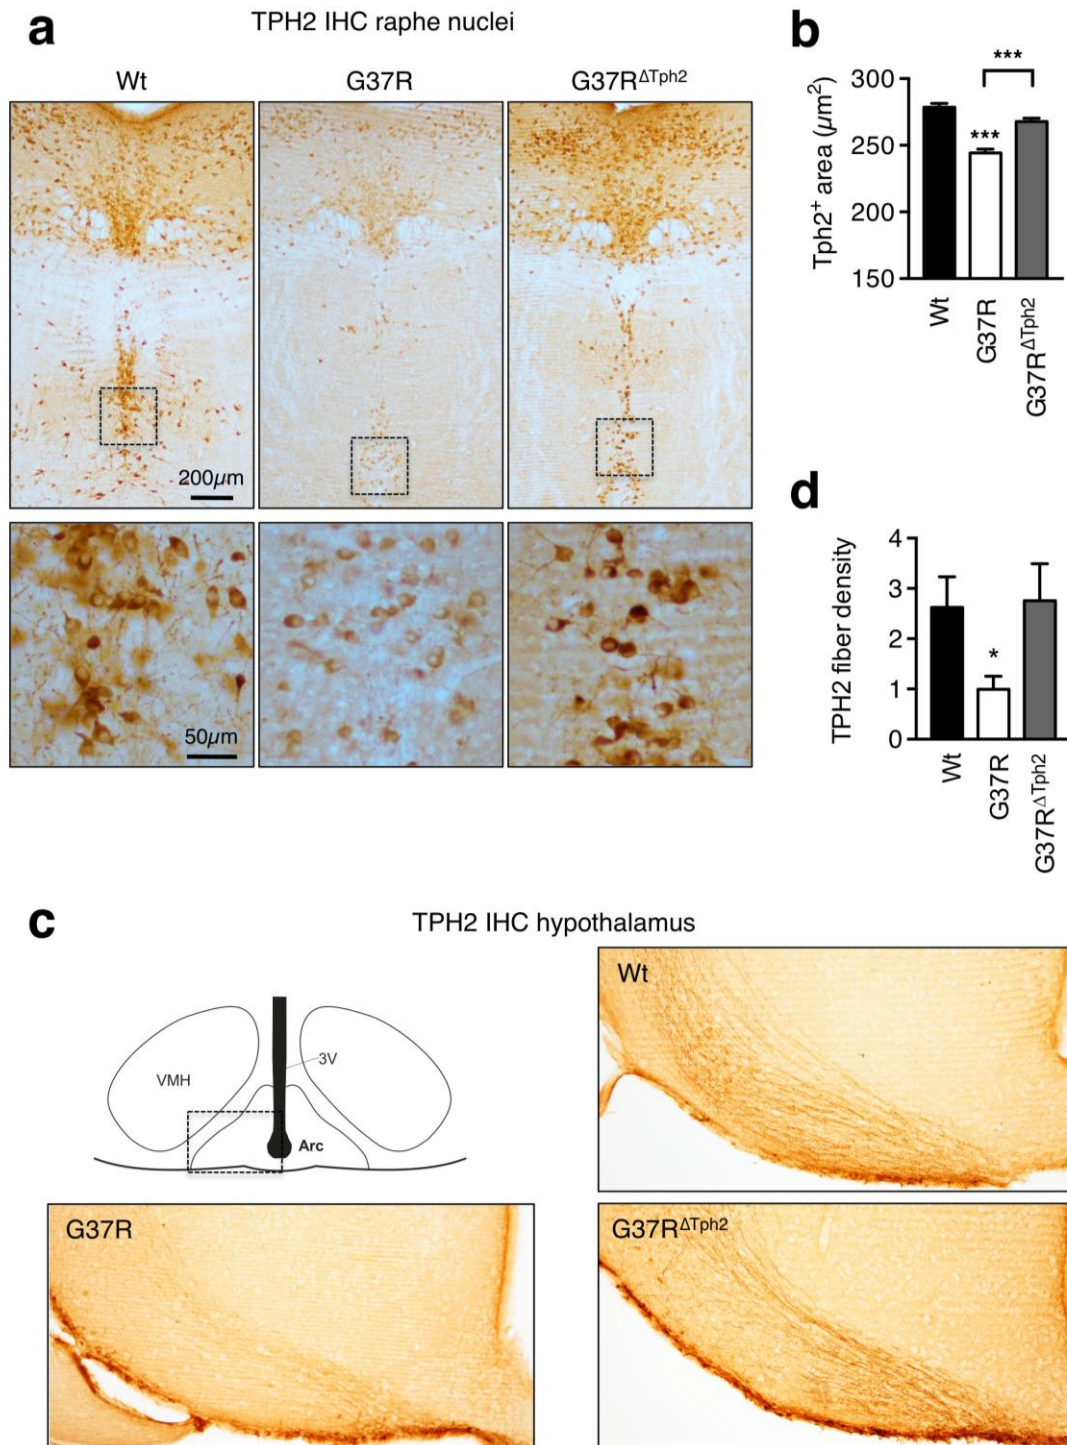 a
TPH2 IHC raphe nuclei
Wt
G37R
G37R^ΔTph2
200µm
50µm
b
***
***
Tph2⁺ area (µm²)
300
250
200
150
Wt
G37R
G37R^ΔTph2
d
TPH2 fiber density
4
3
2
1
0
*
Wt
G37R
G37R^ΔTph2
c
TPH2 IHC hypothalamus
VMH
3V
Arc
Wt
G37R
G37R^ΔTph2